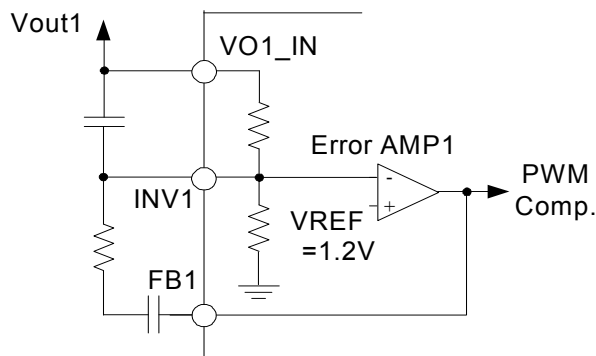 Vout1
VO1_IN
Error AMP1
-
+
PWM
Comp.
INV1
VREF
=1.2V
FB1